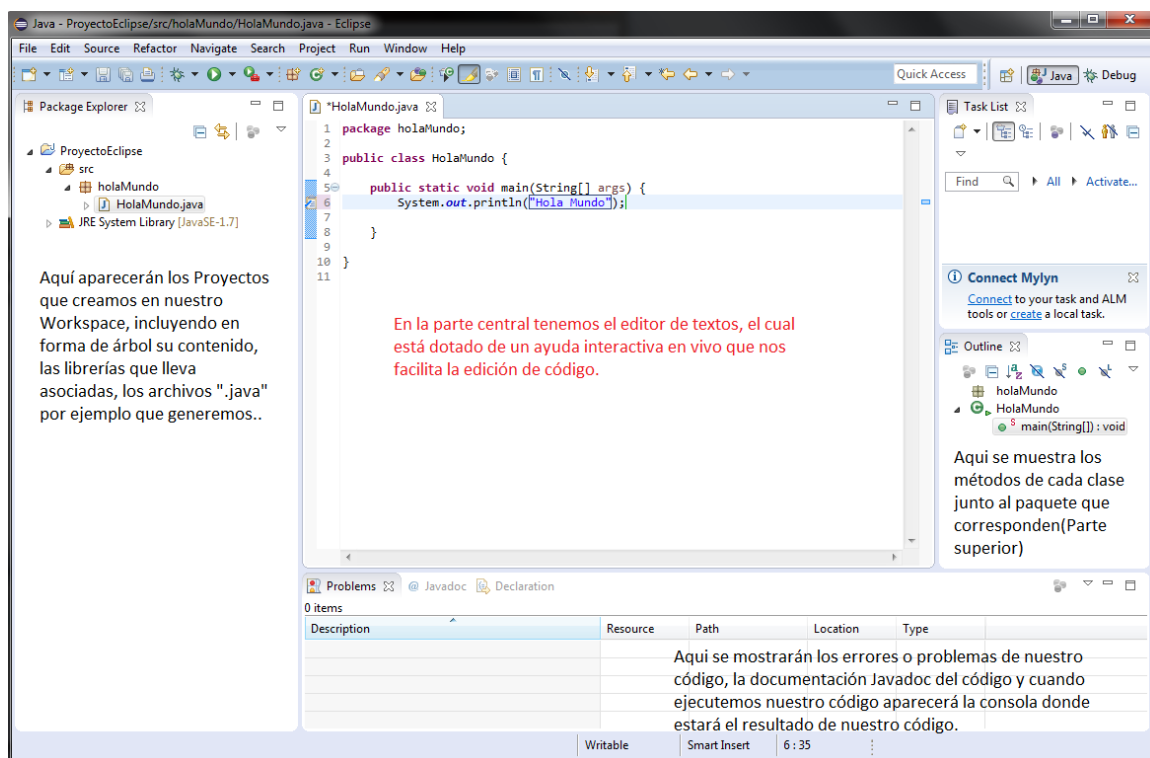 Java - ProyectoEclipse/src/holaMundo/HolaMundo.java - Eclipse
File Edit Source Refactor Navigate Search Project Run Window Help
Quick Access
Java
Debug
Package Explorer
ProyectoEclipse
src
holaMundo
HolaMundo.java
JRE System Library [JavaSE-1.7]
Aquí aparecerán los Proyectos
que creamos en nuestro
Workspace, incluyendo en
forma de árbol su contenido,
las librerías que lleva
asociadas, los archivos ".java"
por ejemplo que generemos..
*HolaMundo.java
1 package holaMundo;
2
3 public class HolaMundo {
4
5 public static void main(String[] args) {
6 System.out.println("Hola Mundo");
7
8 }
9
10 }
11
En la parte central tenemos el editor de textos, el cual
está dotado de un ayuda interactiva en vivo que nos
facilita la edición de código.
Task List
Find All Activate...
Connect Mylyn
Connect to your task and ALM
tools or create a local task.
Outline
holaMundo
HolaMundo
main(String[]) : void
Aqui se muestra los
métodos de cada clase
junto al paquete que
corresponden(Parte
superior)
Problems @ Javadoc Declaration
0 items
Description Resource Path Location Type
Aqui se mostrarán los errores o problemas de nuestro
código, la documentación Javadoc del código y cuando
ejecutemos nuestro código aparecerá la consola donde
estará el resultado de nuestro código.
Writable Smart Insert 6 : 35